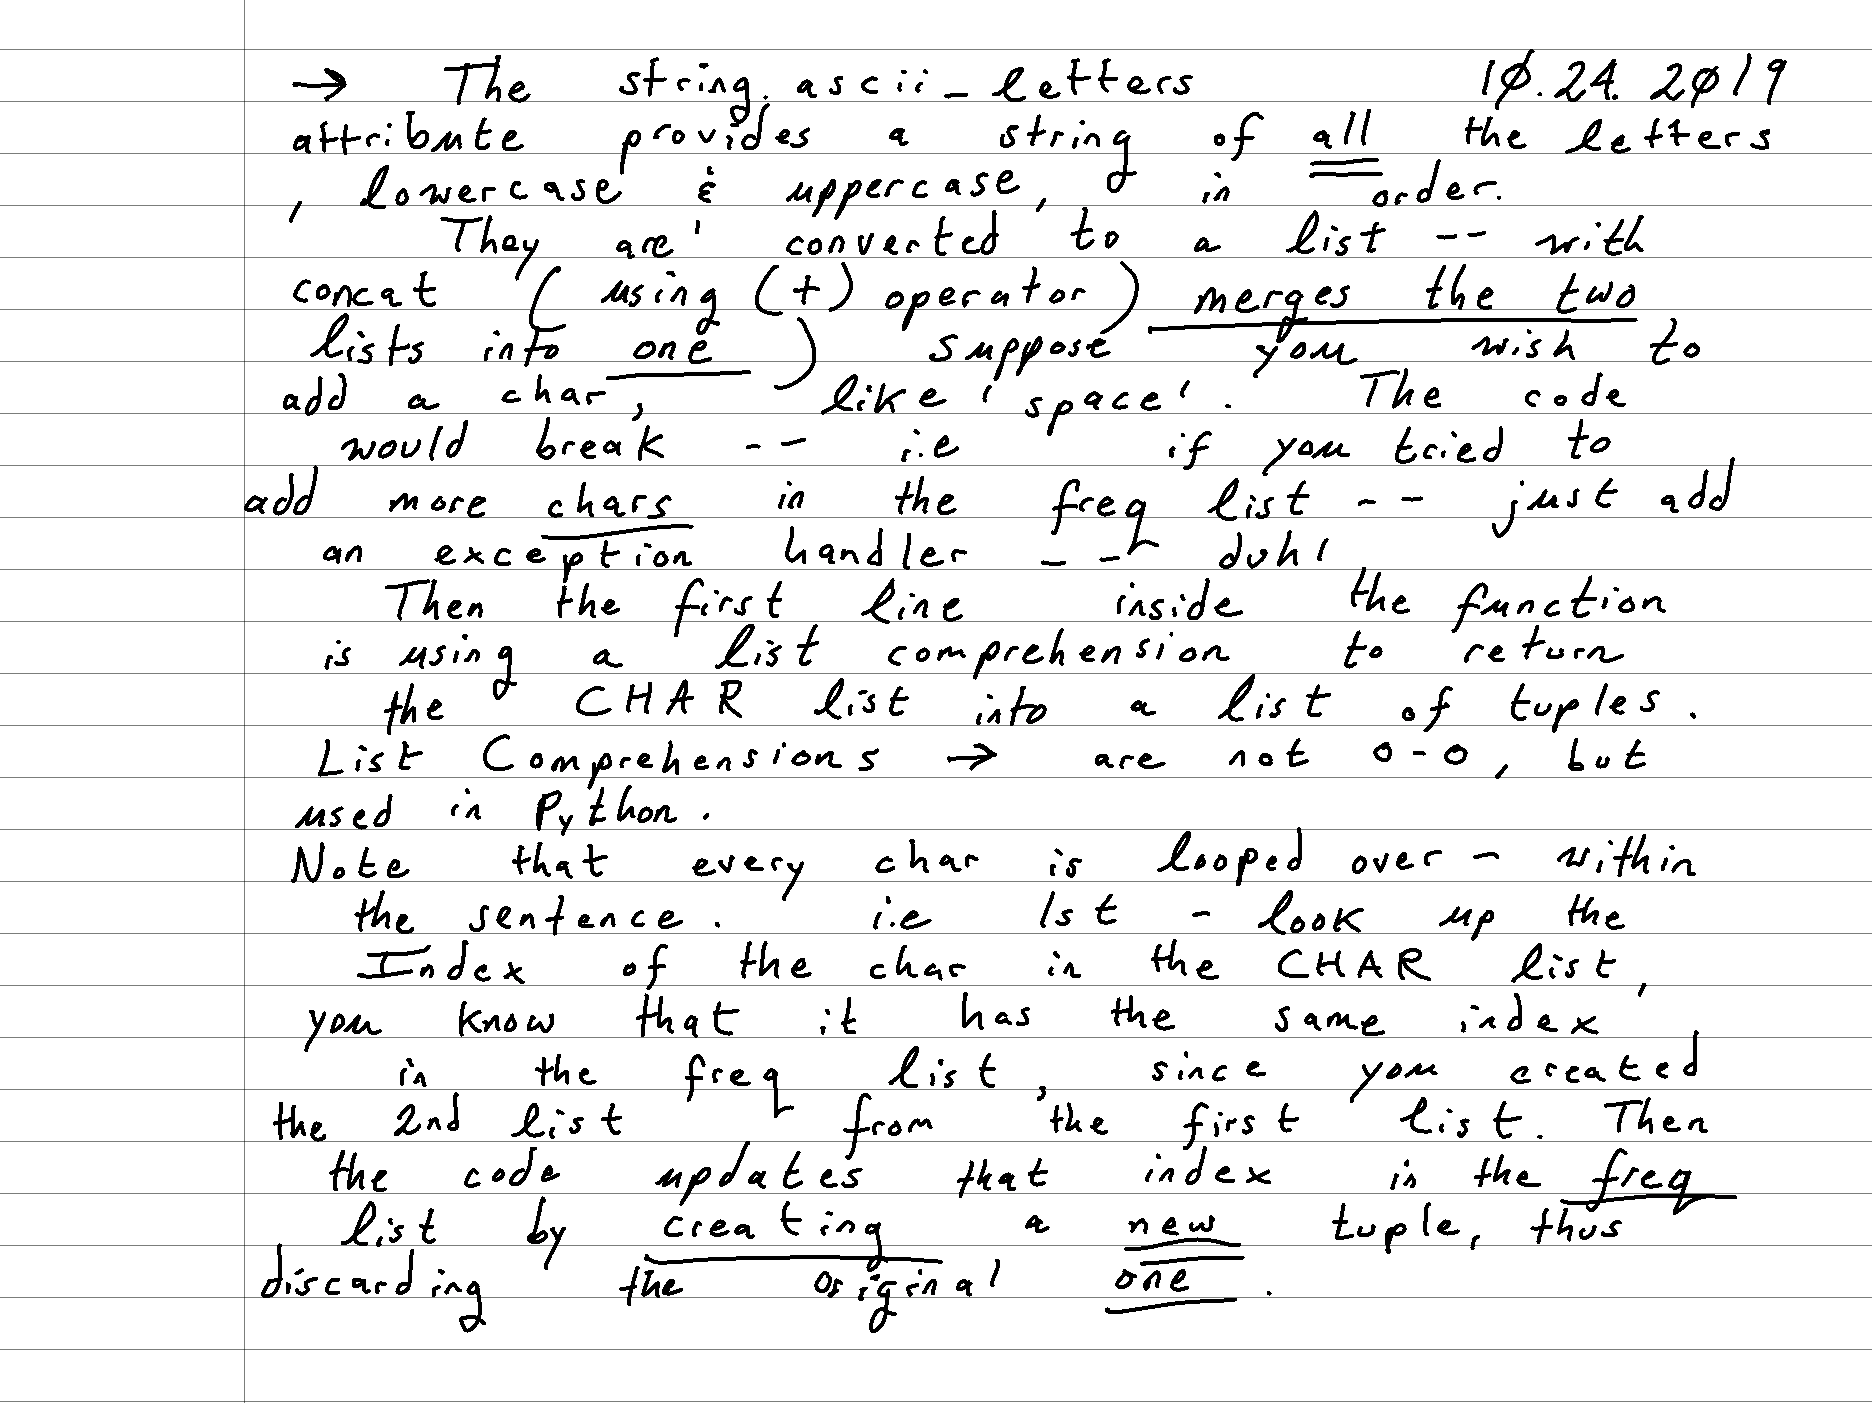 → The string.ascii_letters 10.24.2019
attribute provides a string of all the letters
, lowercase & uppercase, in order.
They are' converted to a list -- with
concat ( using (+) operator) merges the two
lists into one ) suppose you wish to
add a char, like 'space'. The code
would break -- i.e if you tried to
add more chars in the freq list -- just add
an exception handler -- duh!
Then the first line inside the function
is using a list comprehension to return
the CHAR list into a list of tuples.
List Comprehensions → are not O-O, but
used in Python.
Note that every char is looped over - within
the sentence. i.e 1st - look up the
Index of the char in the CHAR list,
you know that it has the same index
in the freq list, since you created
the 2nd list from the first list. Then
the code updates that index in the freq
list by creating a new tuple, thus
discarding the original one.